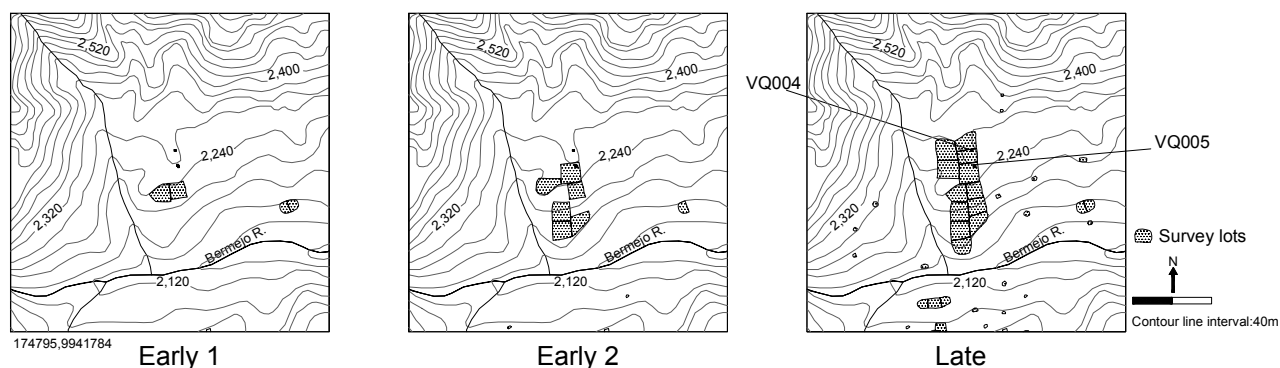 2,520
2,400
2,240
2,320
Bermejo R.
2,120
174795,9941784
Early 1
2,520
2,400
2,240
2,320
Bermejo R.
2,120
Early 2
VQ004
2,520
2,400
VQ005
2,240
2,320
Bermejo R.
2,120
Late
Survey lots
N
Contour line interval:40m